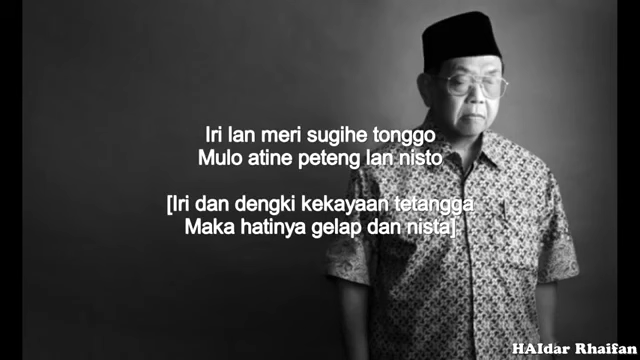 Iri lan meri sugihe tonggo
Mulo atine peteng lan nisto
[Iri dan dengki kekayaan tetangga
Maka hatinya gelap dan nista]
HAIdar Rhaifan